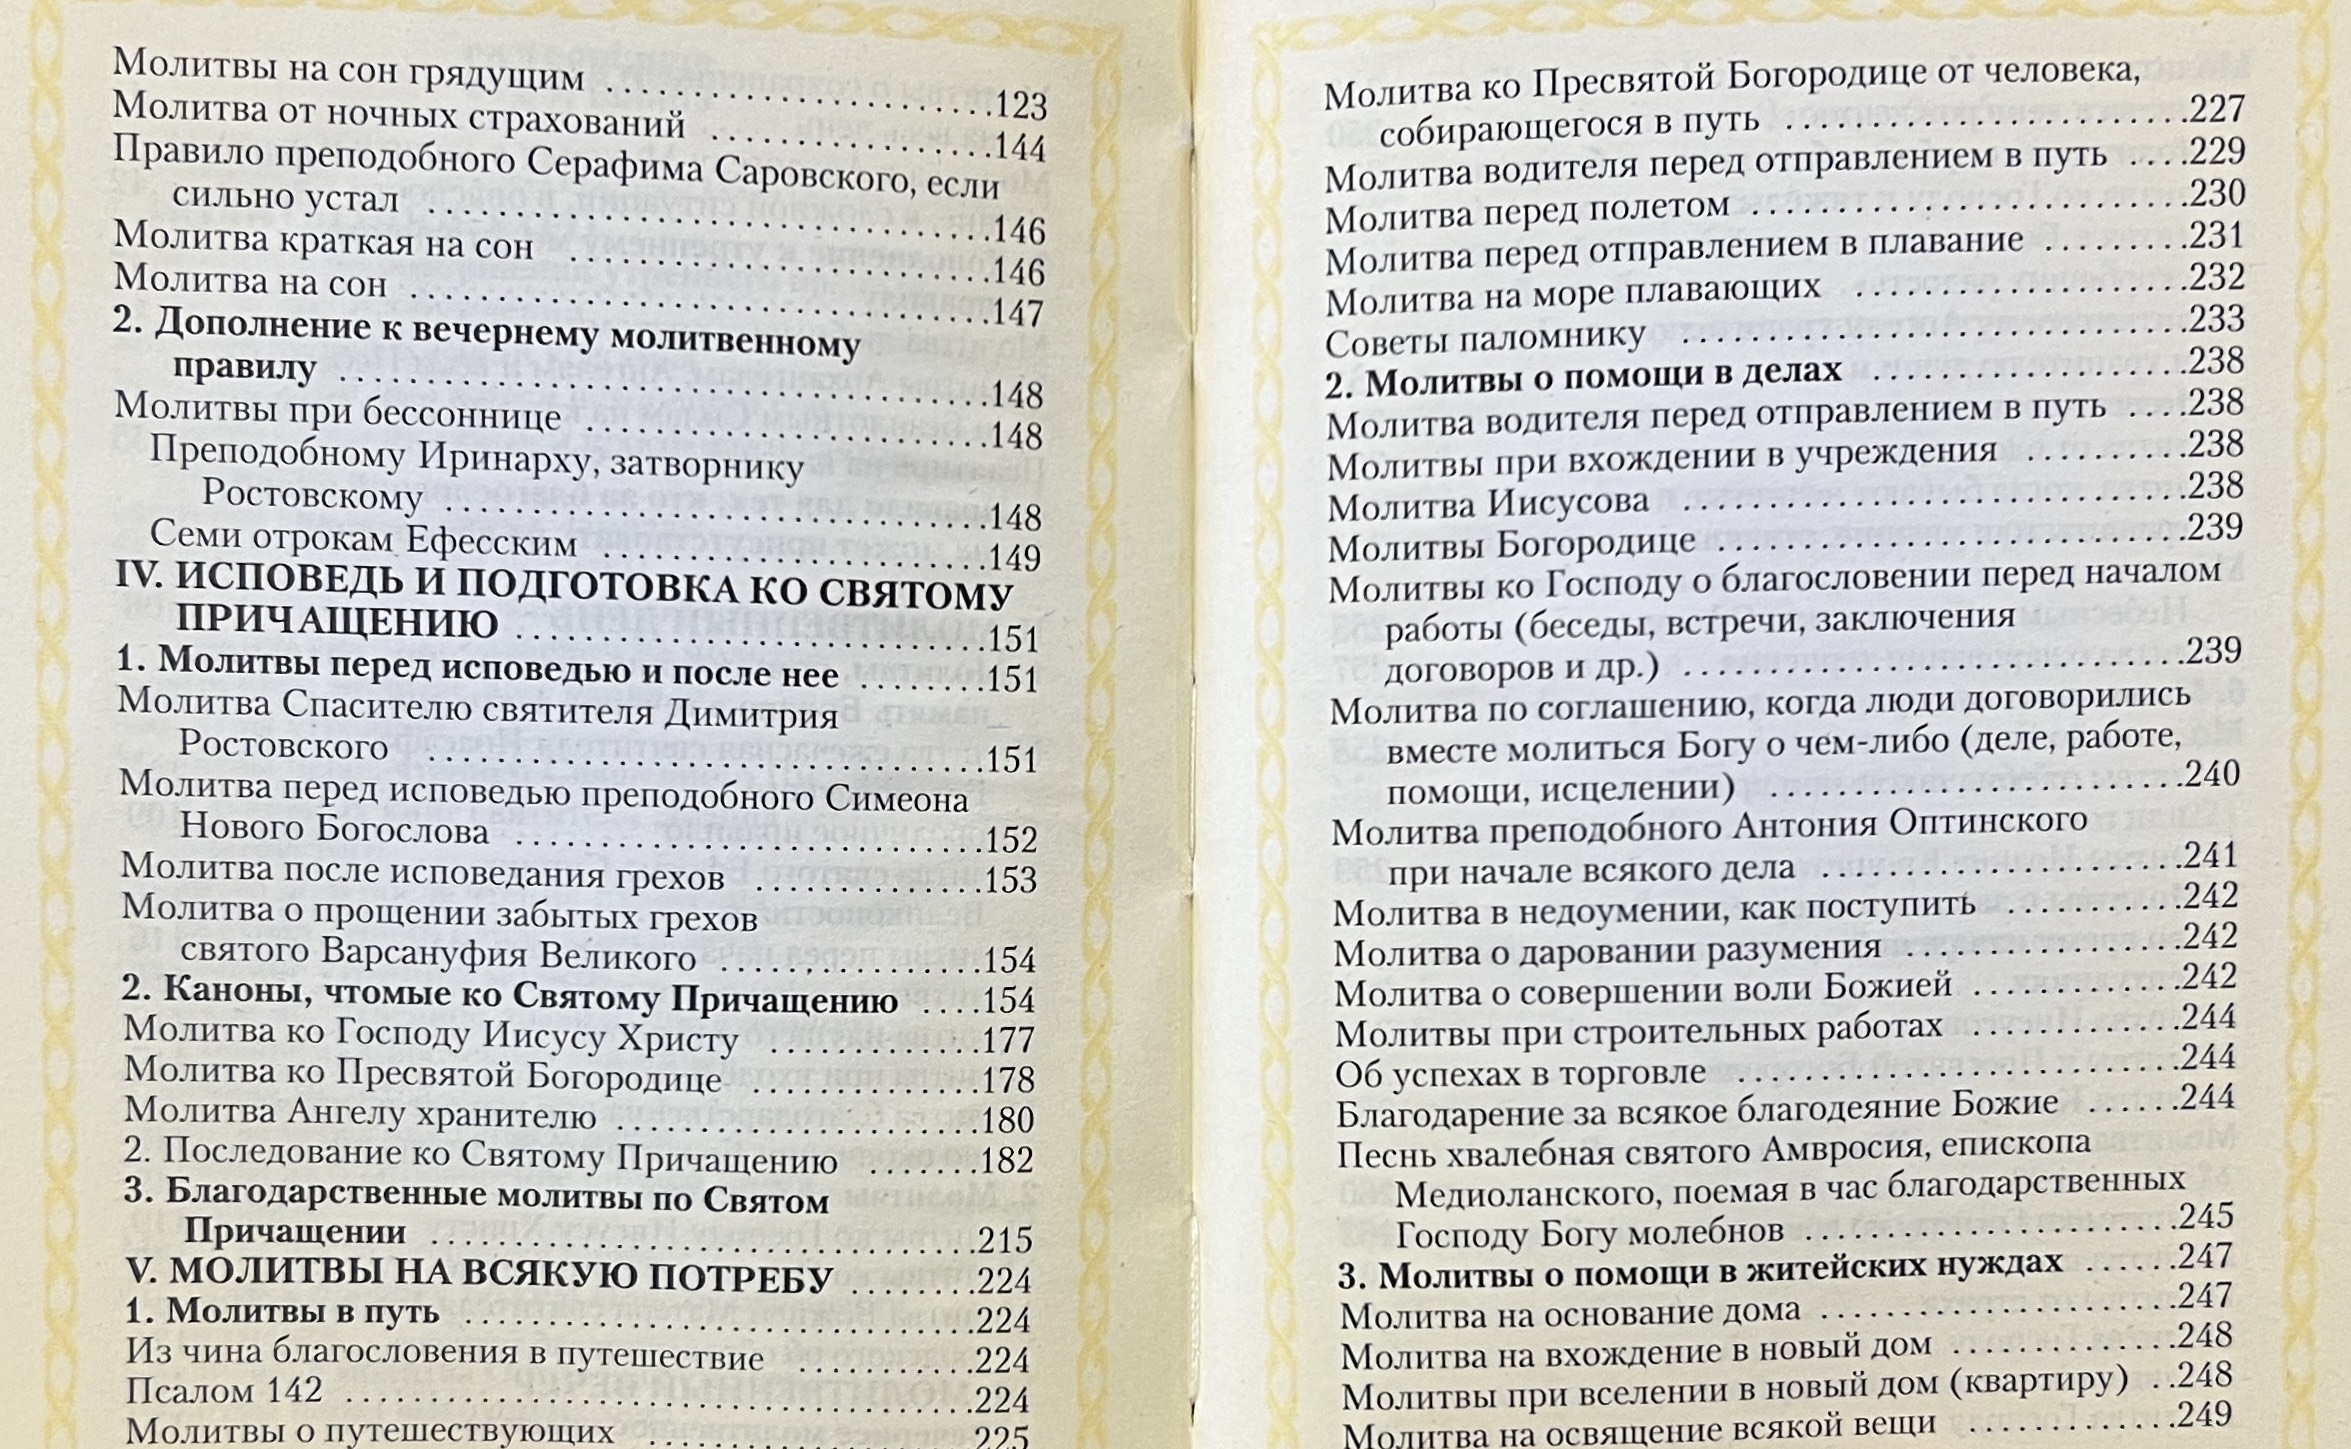 Молитвы на сон грядущим ........................123
Молитва от ночных страхований .................144
Правило преподобного Серафима Саровского, если
сильно устал ..................................146
Молитва краткая на сон .........................146
Молитва на сон ..................................147
2. Дополнение к вечернему молитвенному
правилу ........................................148
Молитвы при бессоннице .........................148
Преподобному Иринарху, затворнику
Ростовскому .................................148
Семи отрокам Ефесским ........................149
IV. ИСПОВЕДЬ И ПОДГОТОВКА КО СВЯТОМУ
ПРИЧАЩЕНИЮ .............................151
1. Молитвы перед исповедью и после нее .........151
Молитва Спасителю святителя Димитрия
Ростовского ..................................151
Молитва перед исповедью преподобного Симеона
Нового Богослова .............................152
Молитва после исповедания грехов ..............153
Молитва о прощении забытых грехов
святого Варсануфия Великого .................154
2. Каноны, чтомые ко Святому Причащению ....154
Молитва ко Господу Иисусу Христу .............177
Молитва ко Пресвятой Богородице ..............178
Молитва Ангелу хранителю .....................180
2. Последование ко Святому Причащению .......182
3. Благодарственные молитвы по Святом
Причащении ..................................215
V. МОЛИТВЫ НА ВСЯКУЮ ПОТРЕБУ .........224
1. Молитвы в путь ...............................224
Из чина благословения в путешествие ...........224
Псалом 142 ......................................224
Молитвы о путешествующих .....................225
Молитва ко Пресвятой Богородице от человека,
собирающегося в путь .........................227
Молитва водителя перед отправлением в путь ....229
Молитва перед полетом ...........................230
Молитва перед отправлением в плавание .........231
Молитва на море плавающих .....................232
Советы паломнику ...............................233
2. Молитвы о помощи в делах ...................238
Молитва водителя перед отправлением в путь ....238
Молитвы при вхождении в учреждения ..........238
Молитва Иисусова ...............................238
Молитвы Богородице .............................239
Молитвы ко Господу о благословении перед началом
работы (беседы, встречи, заключения
договоров и др.) ...............................239
Молитва по соглашению, когда люди договорились
вместе молиться Богу о чем-либо (деле, работе,
помощи, исцелении) ..........................240
Молитва преподобного Антония Оптинского
при начале всякого дела ......................241
Молитва в недоумении, как поступить ...........242
Молитва о даровании разумения .................242
Молитва о совершении воли Божией .............242
Молитвы при строительных работах .............244
Об успехах в торговле ...........................244
Благодарение за всякое благодеяние Божие ......244
Песнь хвалебная святого Амвросия, епископа
Медиоланского, поемая в час благодарственных
Господу Богу молебнов .......................245
3. Молитвы о помощи в житейских нуждах ......247
Молитва на основание дома .....................247
Молитва на вхождение в новый дом .............248
Молитвы при вселении в новый дом (квартиру) ..248
Молитва на освящение всякой вещи .............249